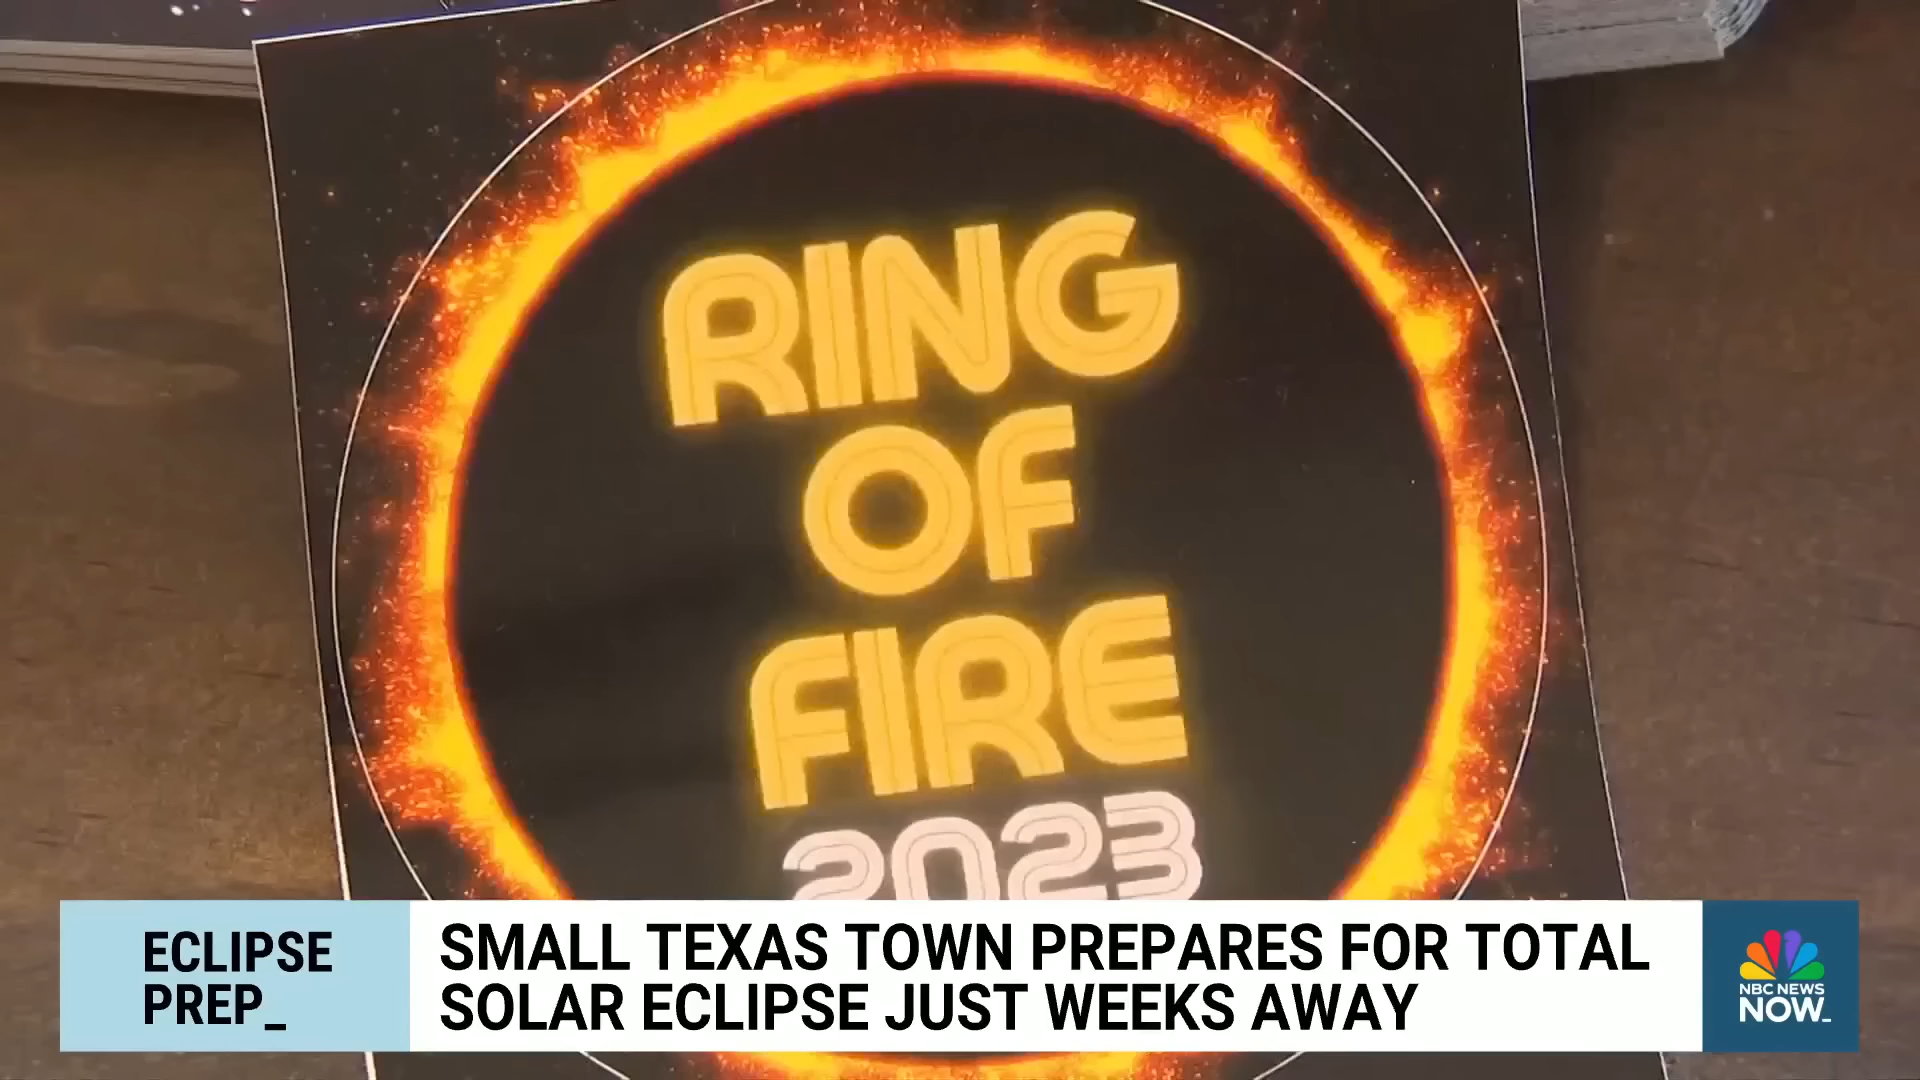 RING
OF
FIRE
2023
ECLIPSE
PREP_
SMALL TEXAS TOWN PREPARES FOR TOTAL
SOLAR ECLIPSE JUST WEEKS AWAY
NBC NEWS
NOW_